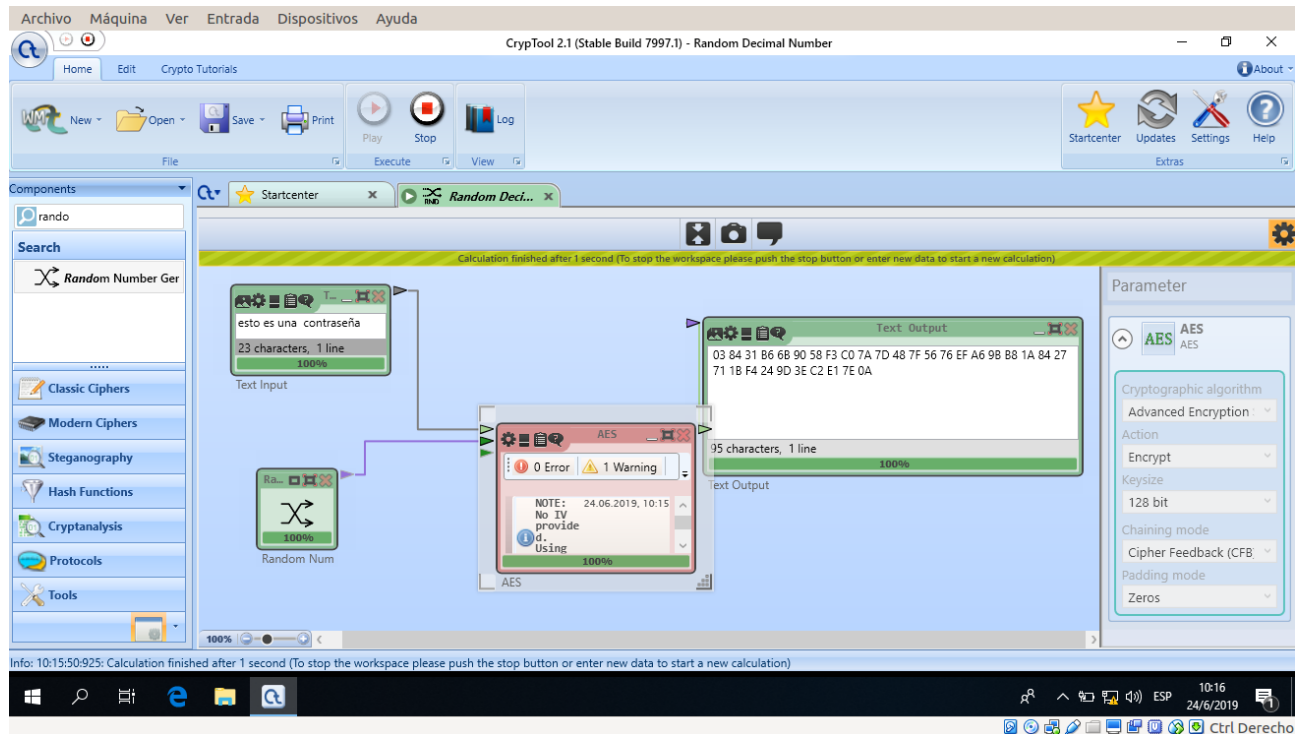 Archivo Máquina Ver Entrada Dispositivos Ayuda
CrypTool 2.1 (Stable Build 7997.1) - Random Decimal Number
Home Edit Crypto Tutorials About
New Open Save Print Play Stop Log Startcenter Updates Settings Help
File Execute View Extras
Components
Startcenter x Random Deci... x
rando
Search
Random Number Ger
Classic Ciphers
Modern Ciphers
Steganography
Hash Functions
Cryptanalysis
Protocols
Tools
Calculation finished after 1 second (To stop the workspace please push the stop button or enter new data to start a new calculation)
T...
esto es una contraseña
23 characters, 1 line
100%
Text Input
Ra...
100%
Random Num
AES
0 Error 1 Warning
NOTE: 24.06.2019, 10:15
No IV
provide
d.
Using
100%
AES
Text Output
03 84 31 B6 6B 90 58 F3 C0 7A 7D 48 7F 56 76 EF A6 9B B8 1A 84 27
71 1B F4 24 9D 3E C2 E1 7E 0A
95 characters, 1 line
100%
Text Output
Parameter
AES AES
AES
Cryptographic algorithm
Advanced Encryption
Action
Encrypt
Keysize
128 bit
Chaining mode
Cipher Feedback (CFB)
Padding mode
Zeros
100%
Info: 10:15:50:925: Calculation finished after 1 second (To stop the workspace please push the stop button or enter new data to start a new calculation)
ESP
10:16
24/6/2019
1
Ctrl Derecho